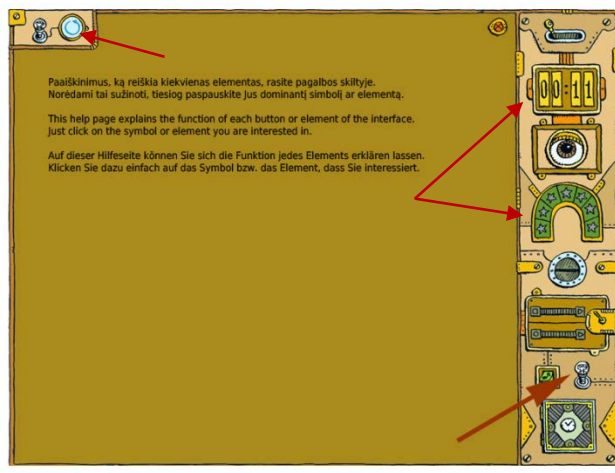 Paaiškinimus, ką reiškia kiekvienas elementas, rasite pagalbos skiltyje.
Norėdami tai sužinoti, tiesiog paspauskite Jus dominantį simbolį ar elementą.
This help page explains the function of each button or element of the interface.
Just click on the symbol or element you are interested in.
Auf dieser Hilfeseite können Sie sich die Funktion jedes Elements erklären lassen.
Klicken Sie dazu einfach auf das Symbol bzw. das Element, dass Sie interessiert.
00:11